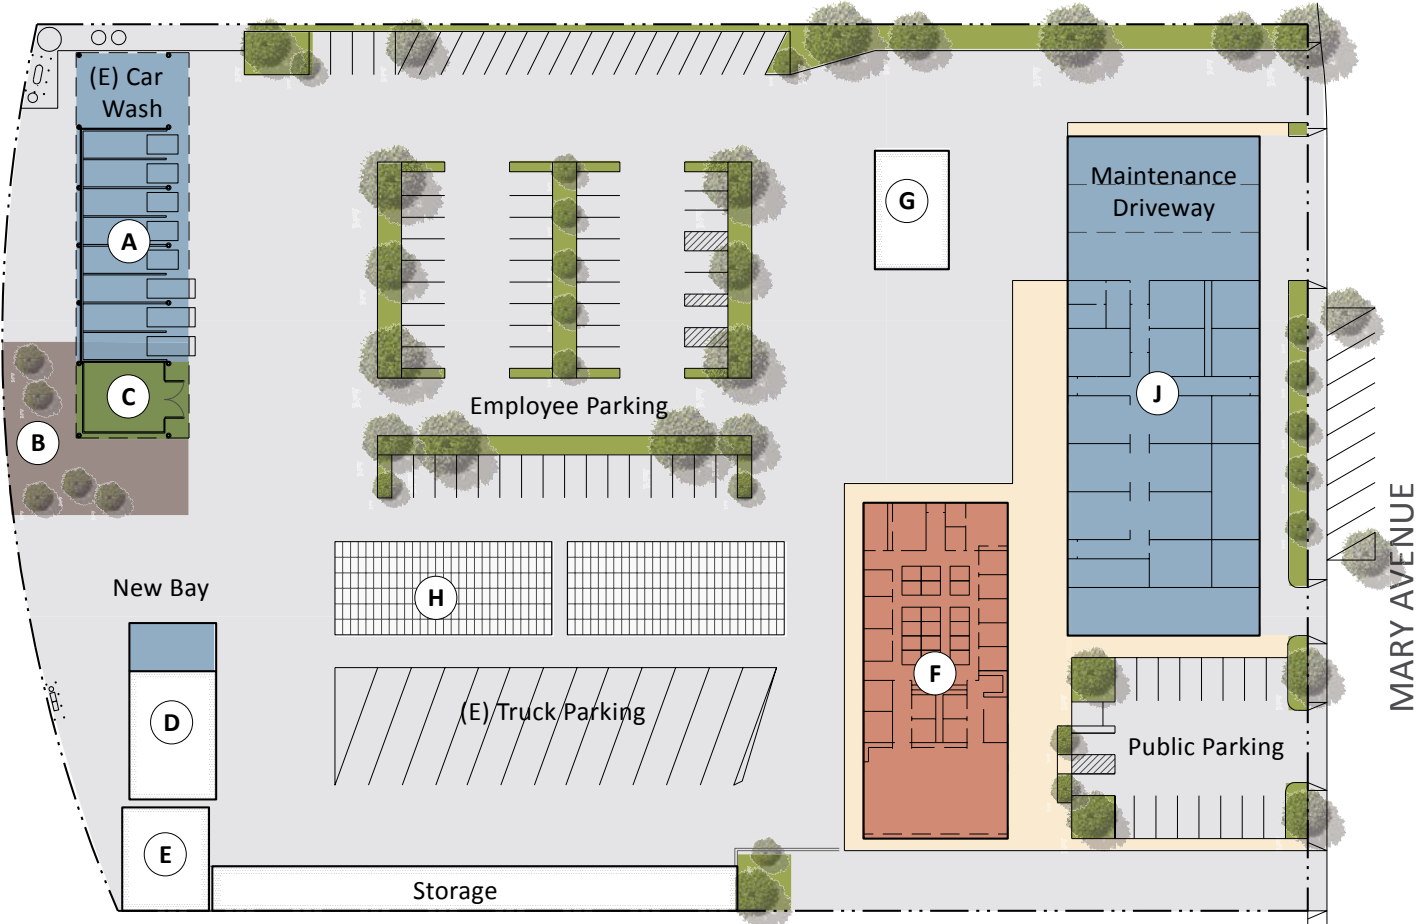 (E) Car
Wash
A
C
B
New Bay
D
E
Storage
Employee Parking
H
(E) Truck Parking
G
Maintenance
Driveway
J
F
Public Parking
MARY AVENUE